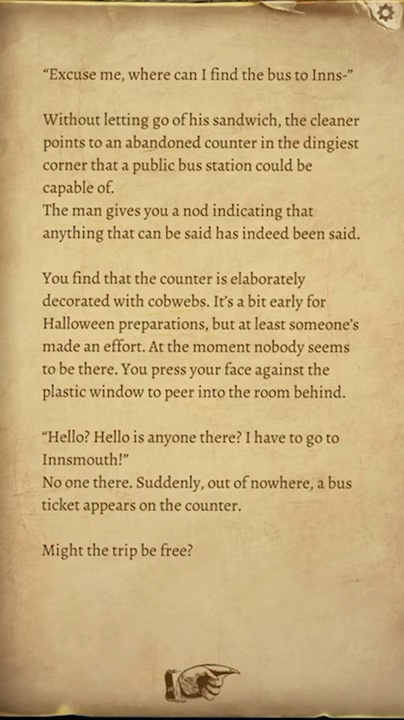 “Excuse me, where can I find the bus to Inns-”
Without letting go of his sandwich, the cleaner
points to an abandoned counter in the dingiest
corner that a public bus station could be
capable of.
The man gives you a nod indicating that
anything that can be said has indeed been said.
You find that the counter is elaborately
decorated with cobwebs. It’s a bit early for
Halloween preparations, but at least someone’s
made an effort. At the moment nobody seems
to be there. You press your face against the
plastic window to peer into the room behind.
“Hello? Hello is anyone there? I have to go to
Innsmouth!”
No one there. Suddenly, out of nowhere, a bus
ticket appears on the counter.
Might the trip be free?